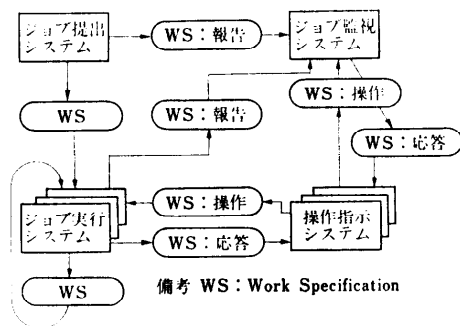 ジョブ提出
システム
WS：報告
ジョブ監視
システム
WS
WS：報告
WS：操作
WS：応答
ジョブ実行
システム
WS：操作
WS：応答
操作指示
システム
WS
備考 WS：Work Specification